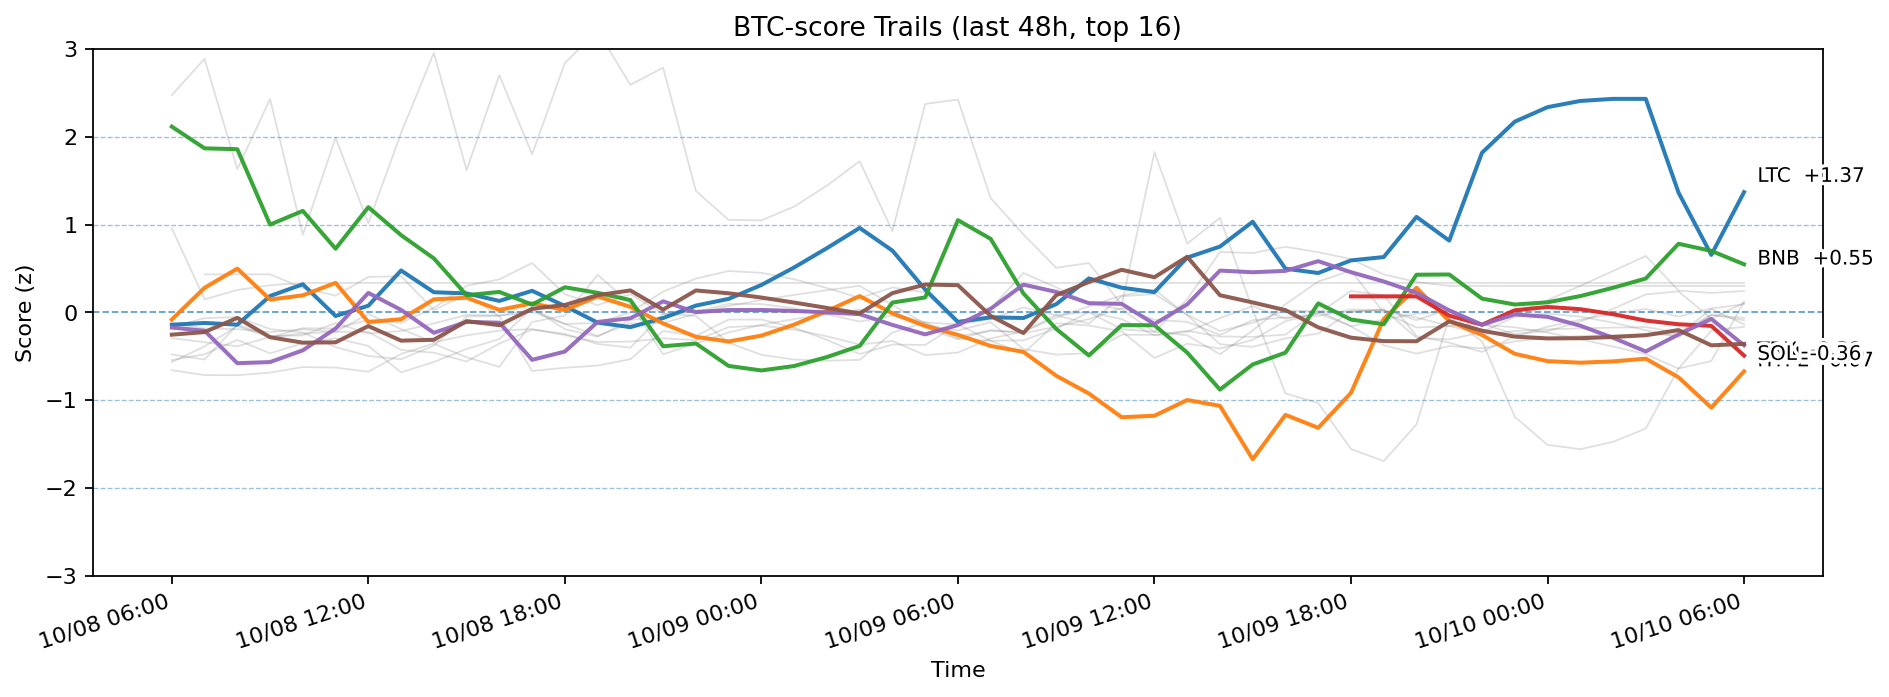 BTC-score Trails (last 48h, top 16)
3
2
1
0
−1
−2
−3
Score (z)
LTC +1.37
BNB +0.55
SOL -0.36
10/08 06:00
10/08 12:00
10/08 18:00
10/09 00:00
10/09 06:00
10/09 12:00
10/09 18:00
10/10 00:00
10/10 06:00
Time